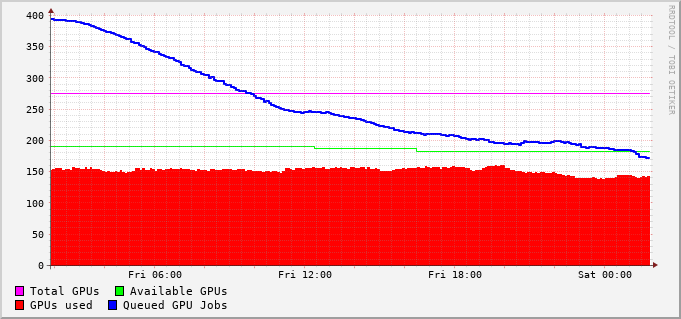 400
350
300
250
200
150
100
50
0
Fri 06:00 Fri 12:00 Fri 18:00 Sat 00:00
Total GPUs Available GPUs
GPUs used Queued GPU Jobs
RRDTOOL / TOBI OETIKER